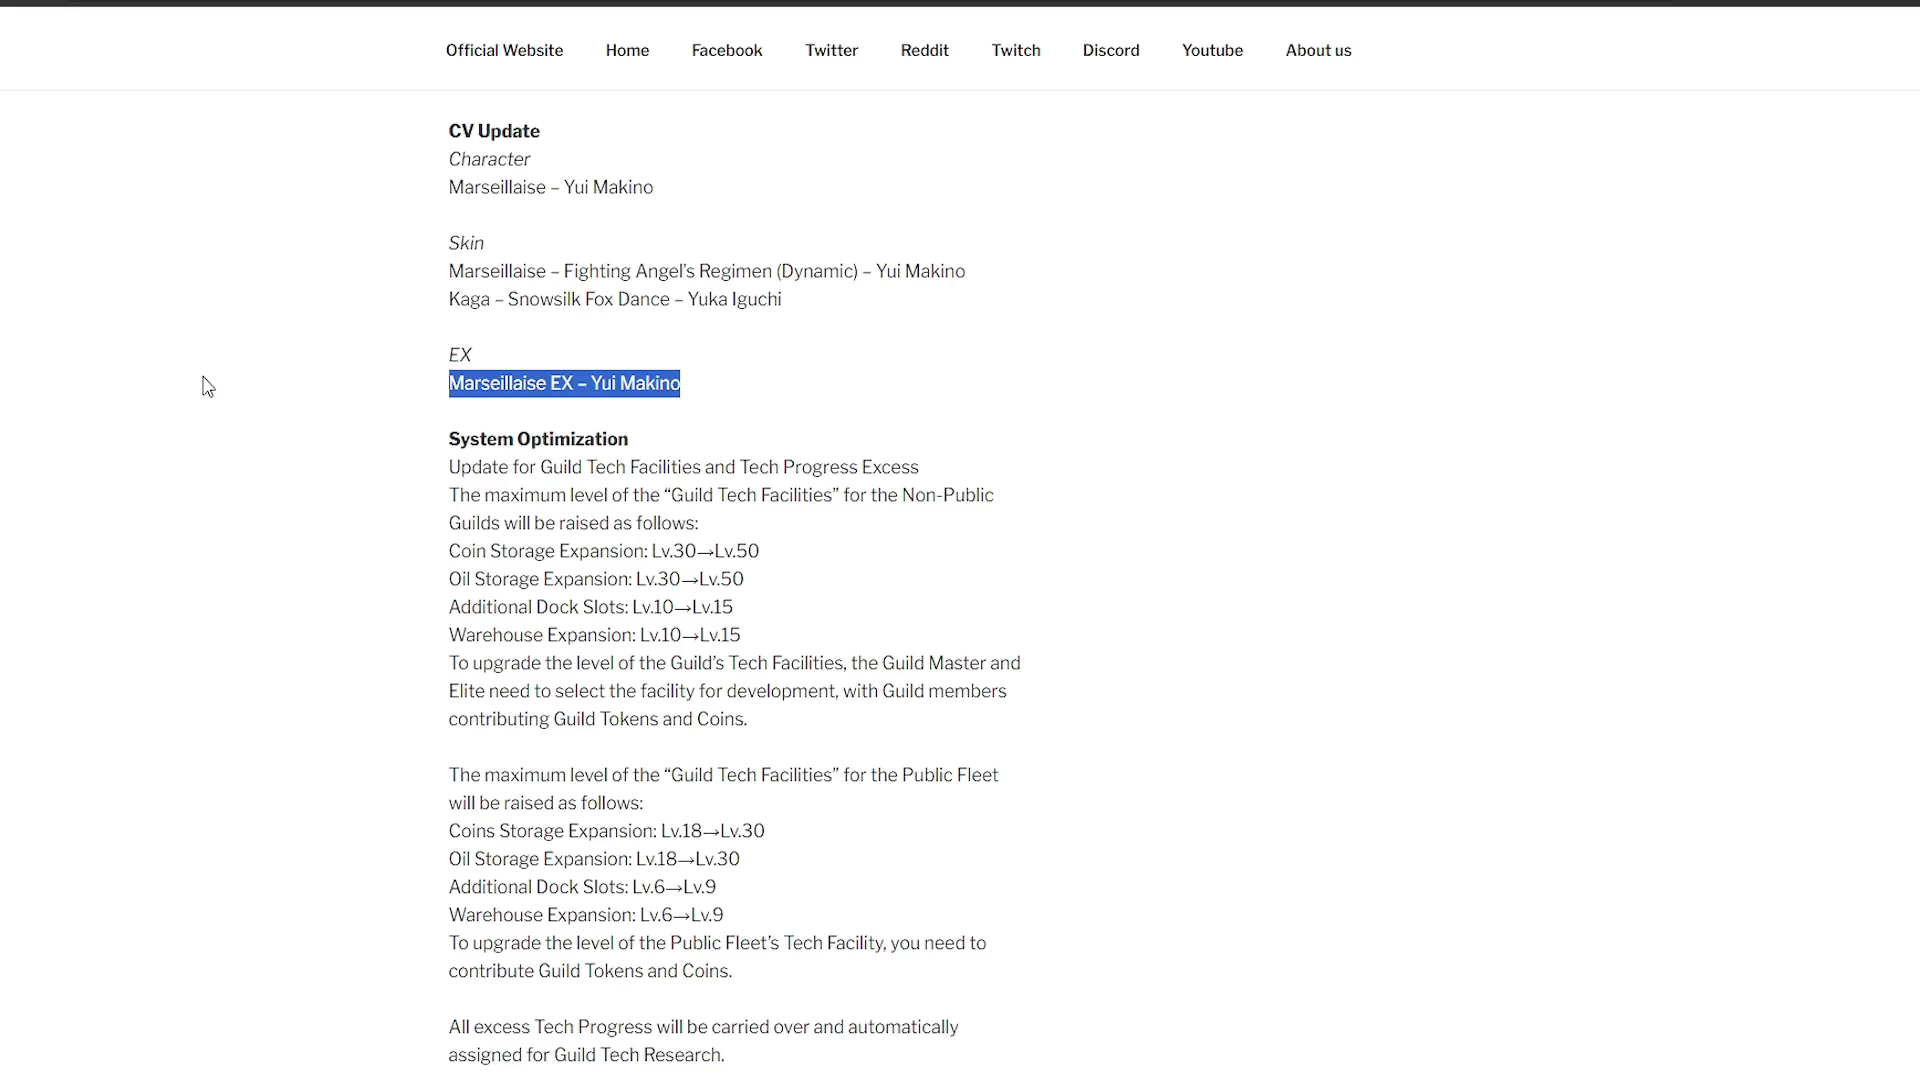 Official Website Home Facebook Twitter Reddit Twitch Discord Youtube About us
CV Update
Character
Marseillaise – Yui Makino
Skin
Marseillaise – Fighting Angel’s Regimen (Dynamic) – Yui Makino
Kaga – Snowsilk Fox Dance – Yuka Iguchi
EX
Marseillaise EX – Yui Makino
System Optimization
Update for Guild Tech Facilities and Tech Progress Excess
The maximum level of the “Guild Tech Facilities” for the Non-Public
Guilds will be raised as follows:
Coin Storage Expansion: Lv.30→Lv.50
Oil Storage Expansion: Lv.30→Lv.50
Additional Dock Slots: Lv.10→Lv.15
Warehouse Expansion: Lv.10→Lv.15
To upgrade the level of the Guild’s Tech Facilities, the Guild Master and
Elite need to select the facility for development, with Guild members
contributing Guild Tokens and Coins.
The maximum level of the “Guild Tech Facilities” for the Public Fleet
will be raised as follows:
Coins Storage Expansion: Lv.18→Lv.30
Oil Storage Expansion: Lv.18→Lv.30
Additional Dock Slots: Lv.6→Lv.9
Warehouse Expansion: Lv.6→Lv.9
To upgrade the level of the Public Fleet’s Tech Facility, you need to
contribute Guild Tokens and Coins.
All excess Tech Progress will be carried over and automatically
assigned for Guild Tech Research.